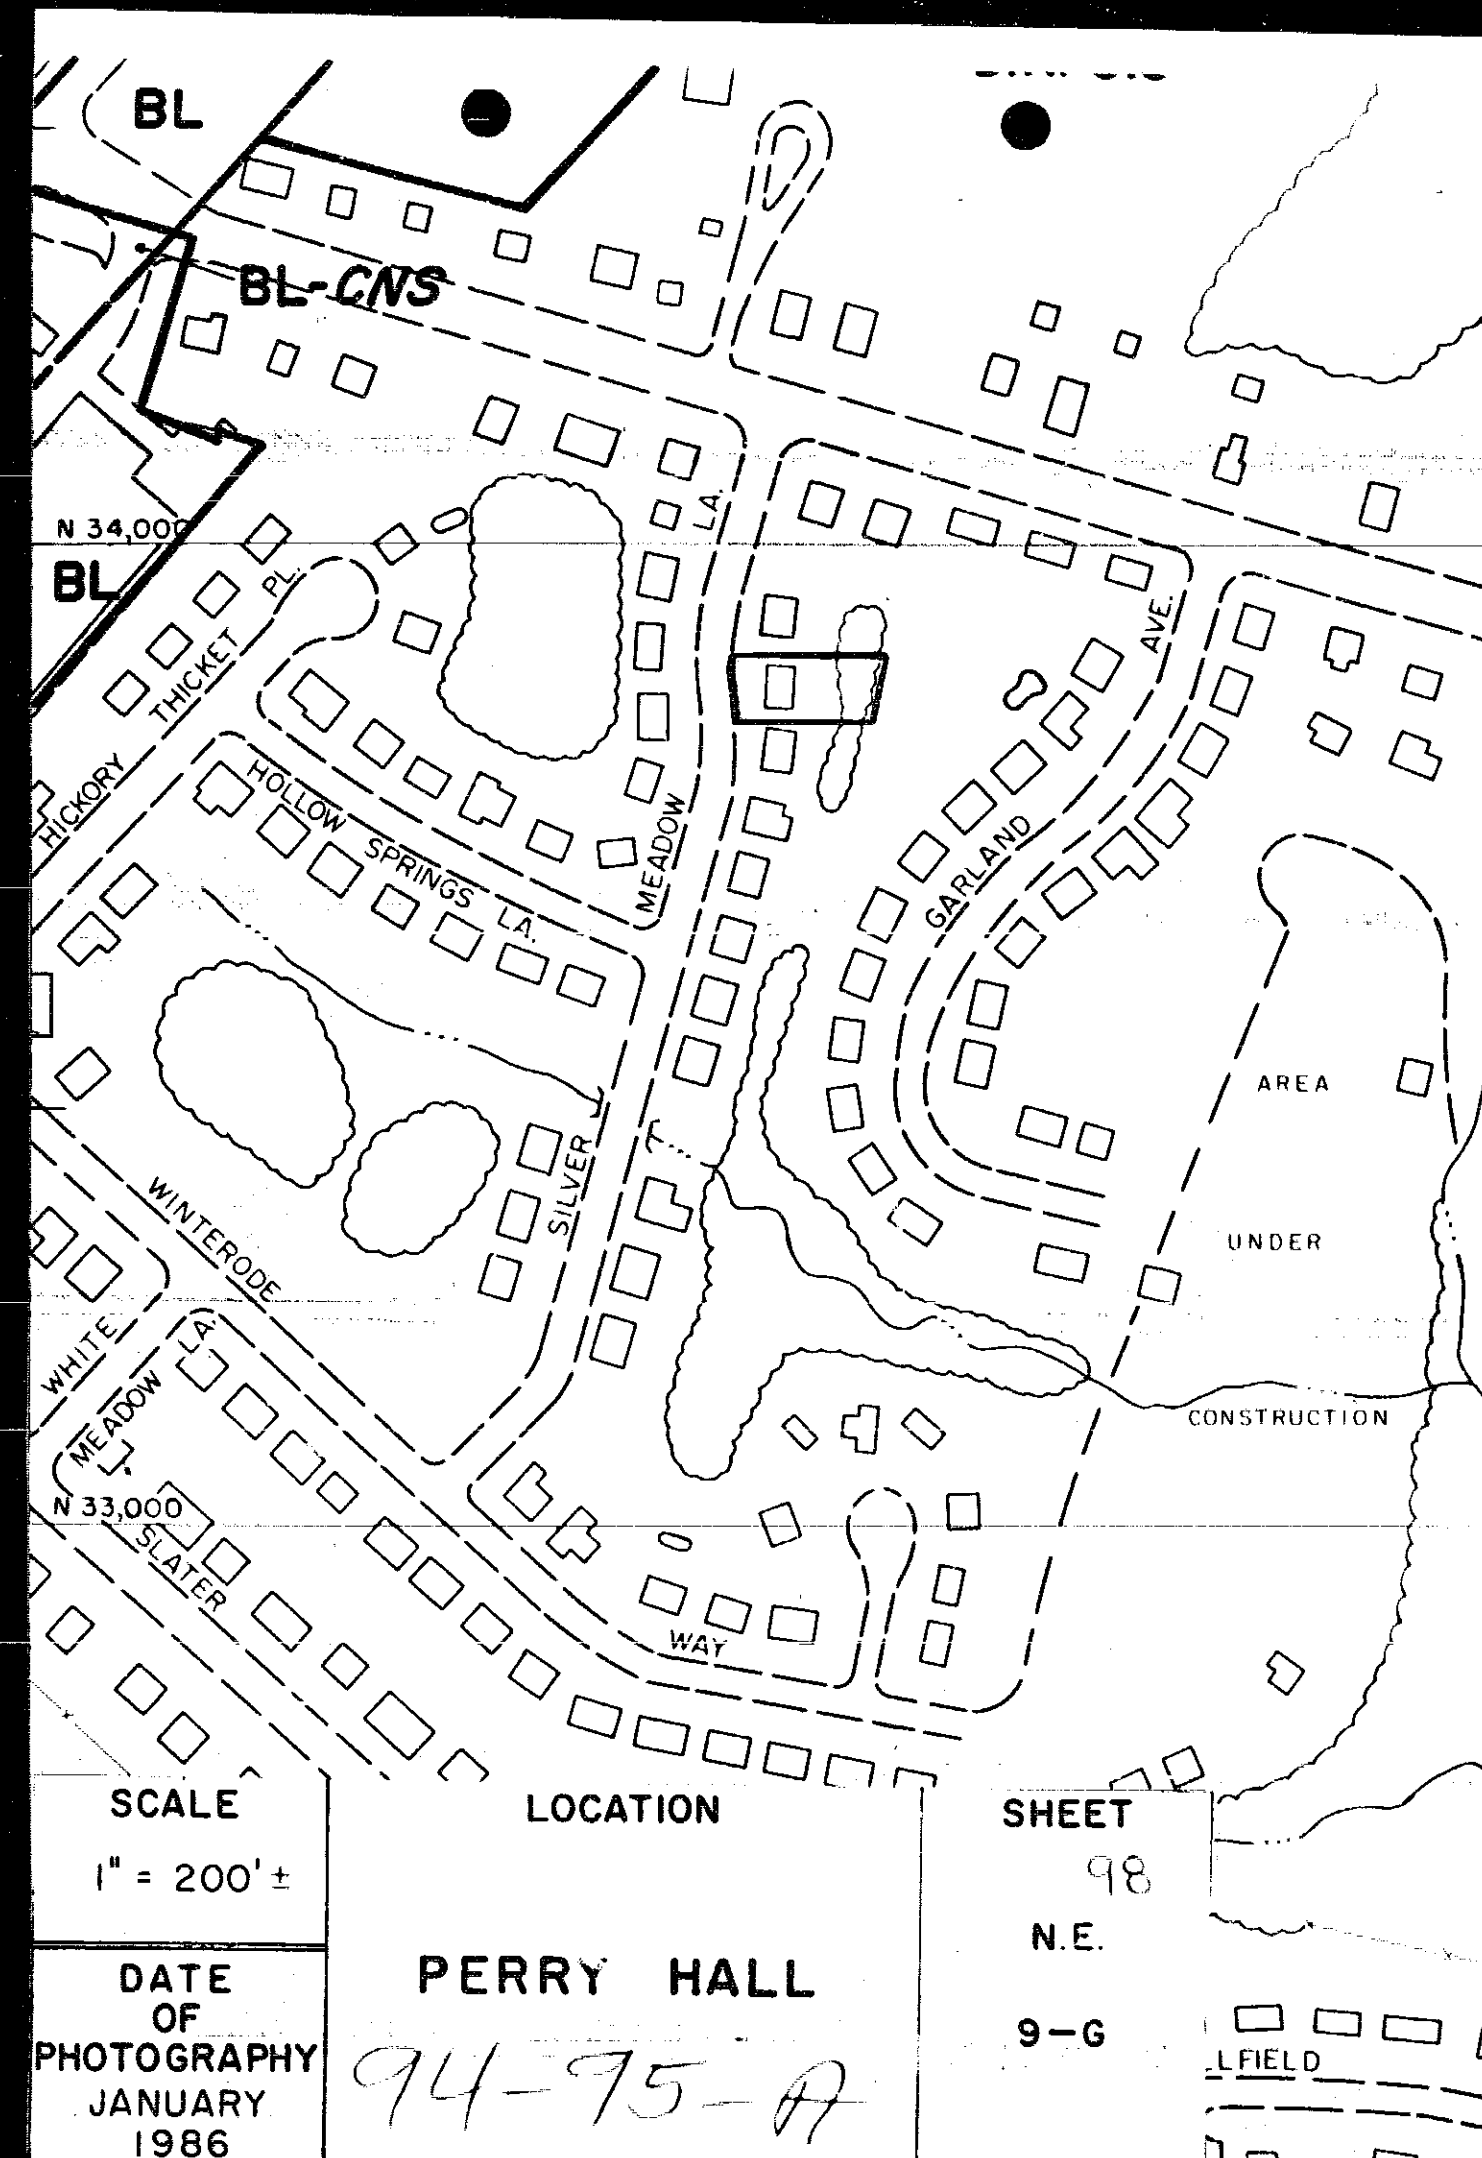 BL
BL-CNS
LA.
N 34,000
BL
PL.
THICKET
AVE.
HICKORY
HOLLOW SPRINGS LA.
MEADOW
GARLAND
AREA
SILVER
WINTERODE
UNDER
WHITE
LA.
MEADOW
CONSTRUCTION
N 33,000
SLATER
WAY
SCALE
1" = 200' ±
LOCATION
PERRY HALL
94-95-A
SHEET
98
N.E.
9-G
DATE
OF
PHOTOGRAPHY
JANUARY
1986
LFIELD